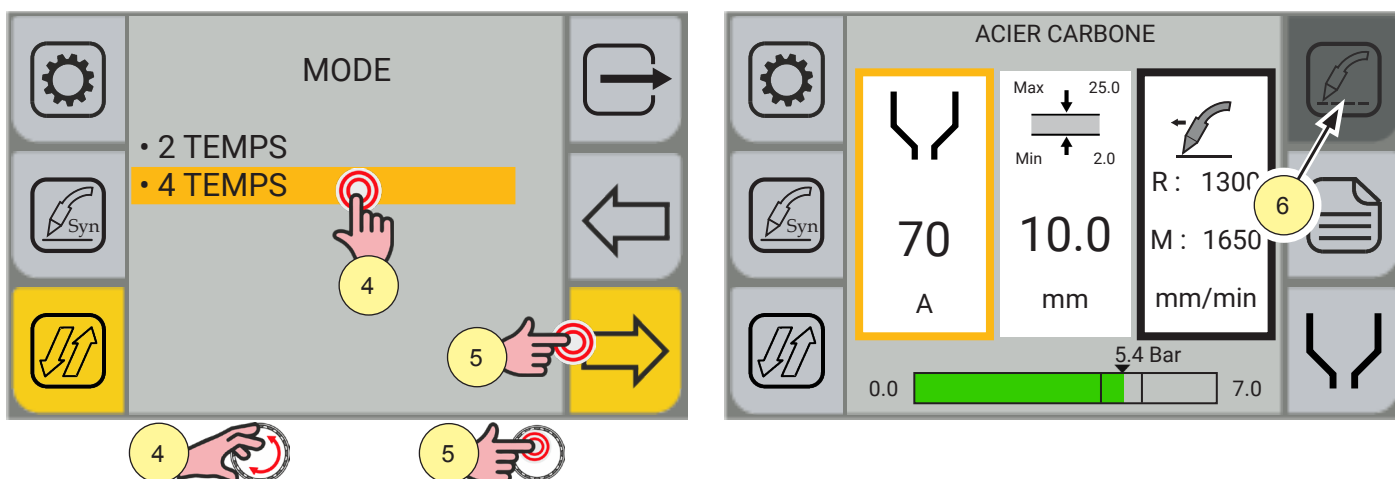 MODE
• 2 TEMPS
• 4 TEMPS
Syn
4
5
4
5
ACIER CARBONE
Max 25.0
Min 2.0
70
A
10.0
mm
R : 1300
M : 1650
mm/min
6
Syn
5.4 Bar
0.0
7.0